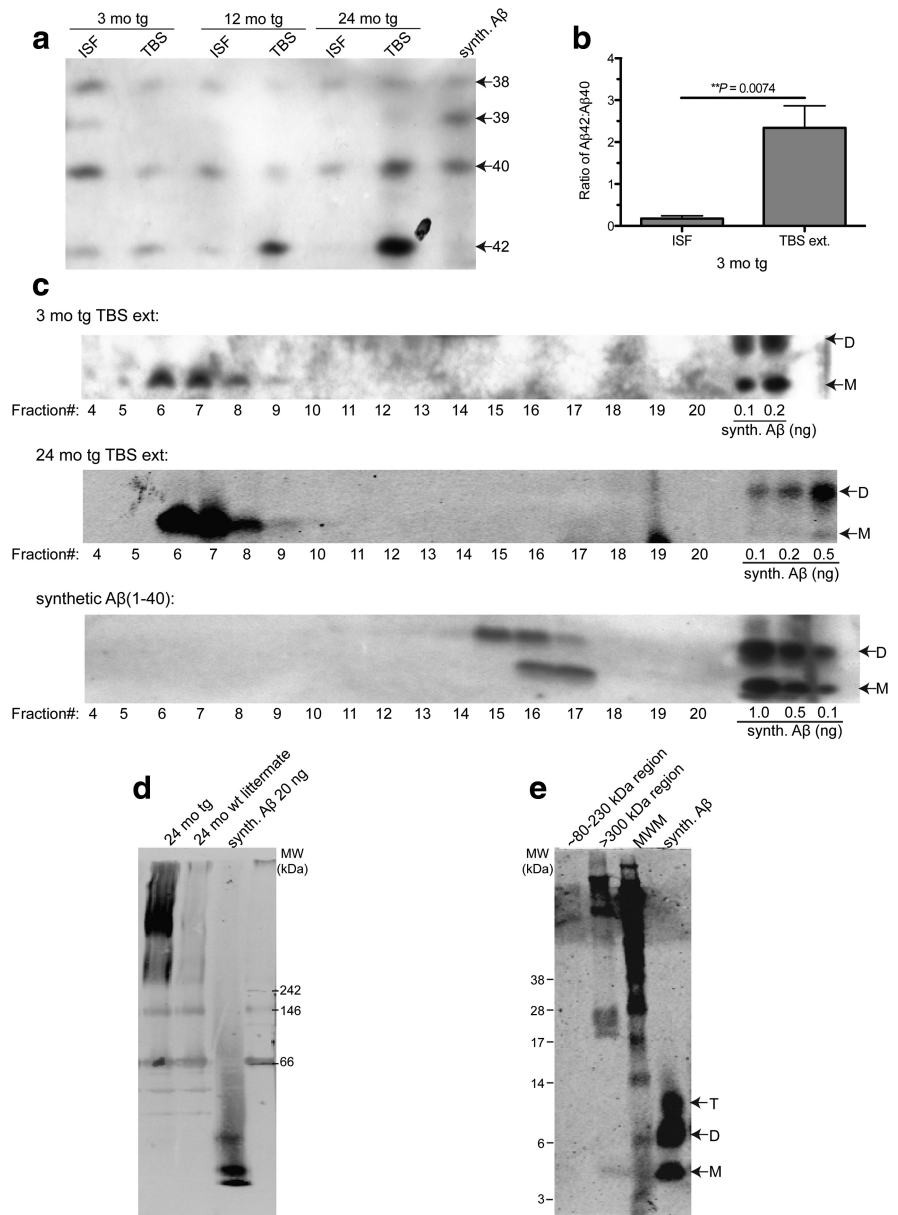 a
3 mo tg 12 mo tg 24 mo tg
ISF TBS ISF TBS ISF TBS synth. Aβ
38
39
40
42
b
**P = 0.0074
Ratio of Aβ42:Aβ40
4
3
2
1
0
ISF TBS ext.
3 mo tg
c
3 mo tg TBS ext:
D
M
Fraction#: 4 5 6 7 8 9 10 11 12 13 14 15 16 17 18 19 20 0.1 0.2
synth. Aβ (ng)
24 mo tg TBS ext:
D
M
Fraction#: 4 5 6 7 8 9 10 11 12 13 14 15 16 17 18 19 20 0.1 0.2 0.5
synth. Aβ (ng)
synthetic Aβ(1-40):
D
M
Fraction#: 4 5 6 7 8 9 10 11 12 13 14 15 16 17 18 19 20 1.0 0.5 0.1
synth. Aβ (ng)
d
24 mo tg
24 mo wt littermate
synth. Aβ 20 ng
MW
(kDa)
242
146
66
e
~80-230 kDa region
>300 kDa region
MWM
synth. Aβ
MW
(kDa)
38
28
17
14
6
3
T
D
M